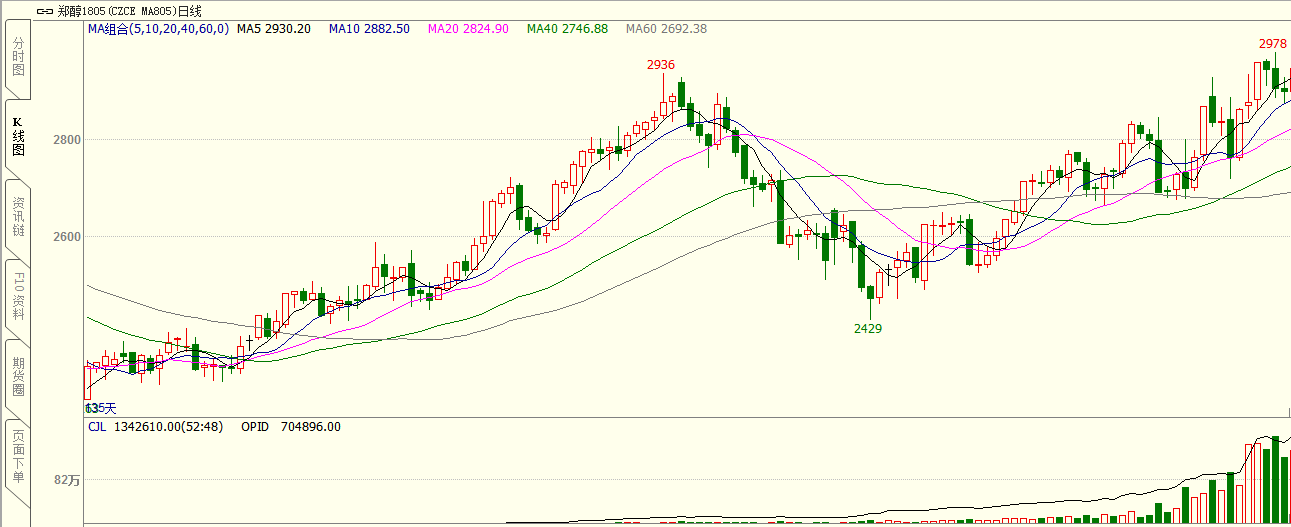 郑醇1805(CZCE MA805)日线
MA组合(5,10,20,40,60,0) MA5 2930.20 MA10 2882.50 MA20 2824.90 MA40 2746.88 MA60 2692.38
2978
2936
分时图
K线图
2800
资讯链
2600
F10资料
2429
期货圈
135天
CJL 1342610.00(52:48) OPID 704896.00
页面下单
82万